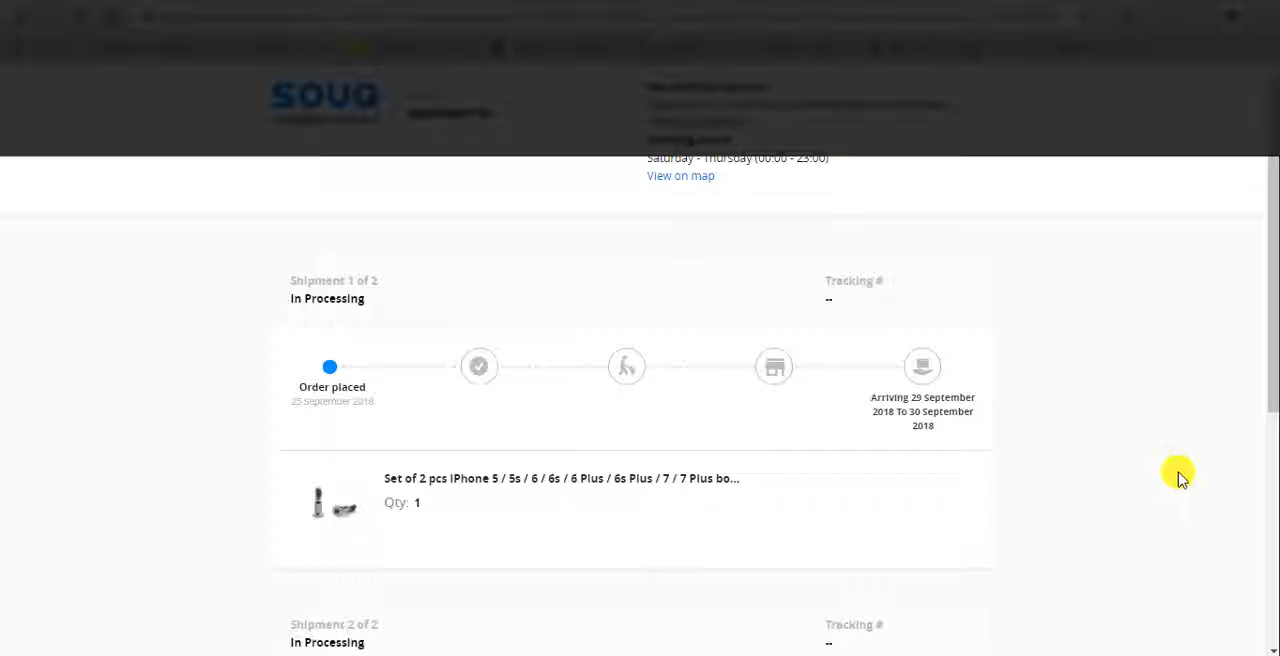 SOUQ
Saturday - Thursday (00:00 - 23:00)
View on map
Shipment 1 of 2
In Processing
Tracking #
--
Order placed
25 September 2018
Arriving 29 September
2018 To 30 September
2018
Set of 2 pcs iPhone 5 / 5s / 6 / 6s / 6 Plus / 6s Plus / 7 / 7 Plus bo...
Qty: 1
Shipment 2 of 2
In Processing
Tracking #
--